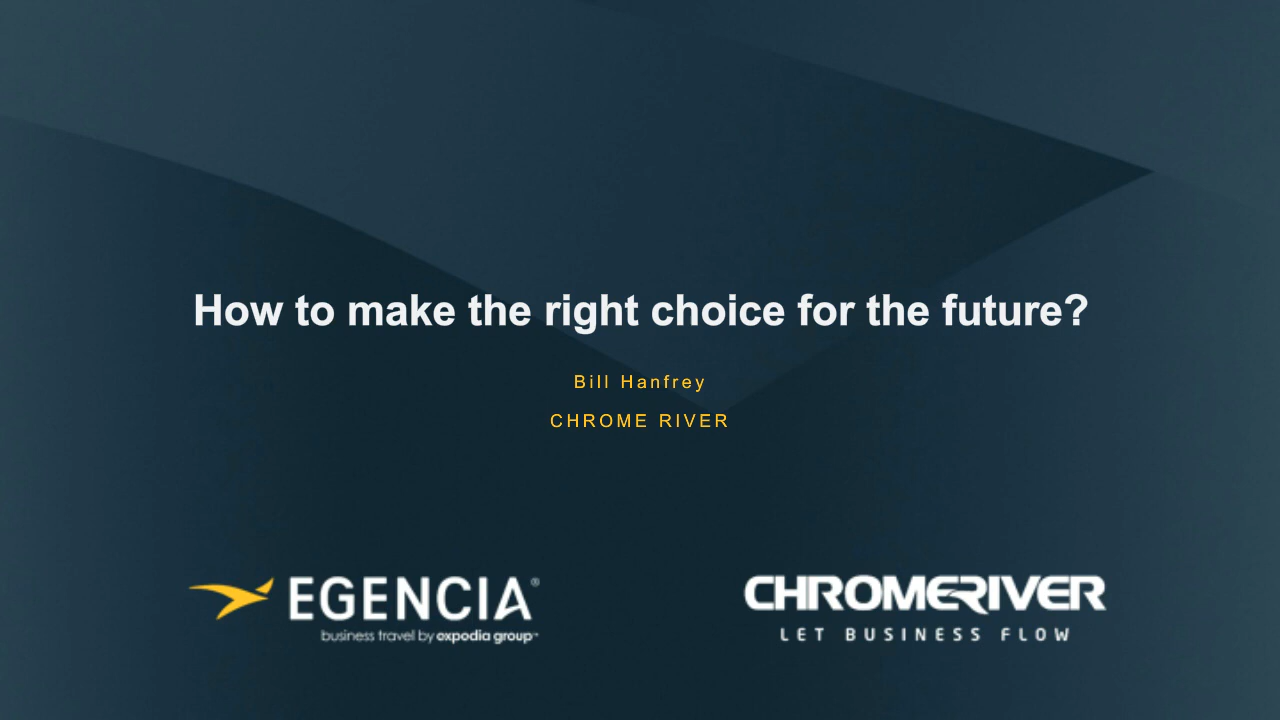 How to make the right choice for the future?
Bill Hanfrey
CHROME RIVER
EGENCIA®
business travel by expedia group™
CHROMERIVER
LET BUSINESS FLOW